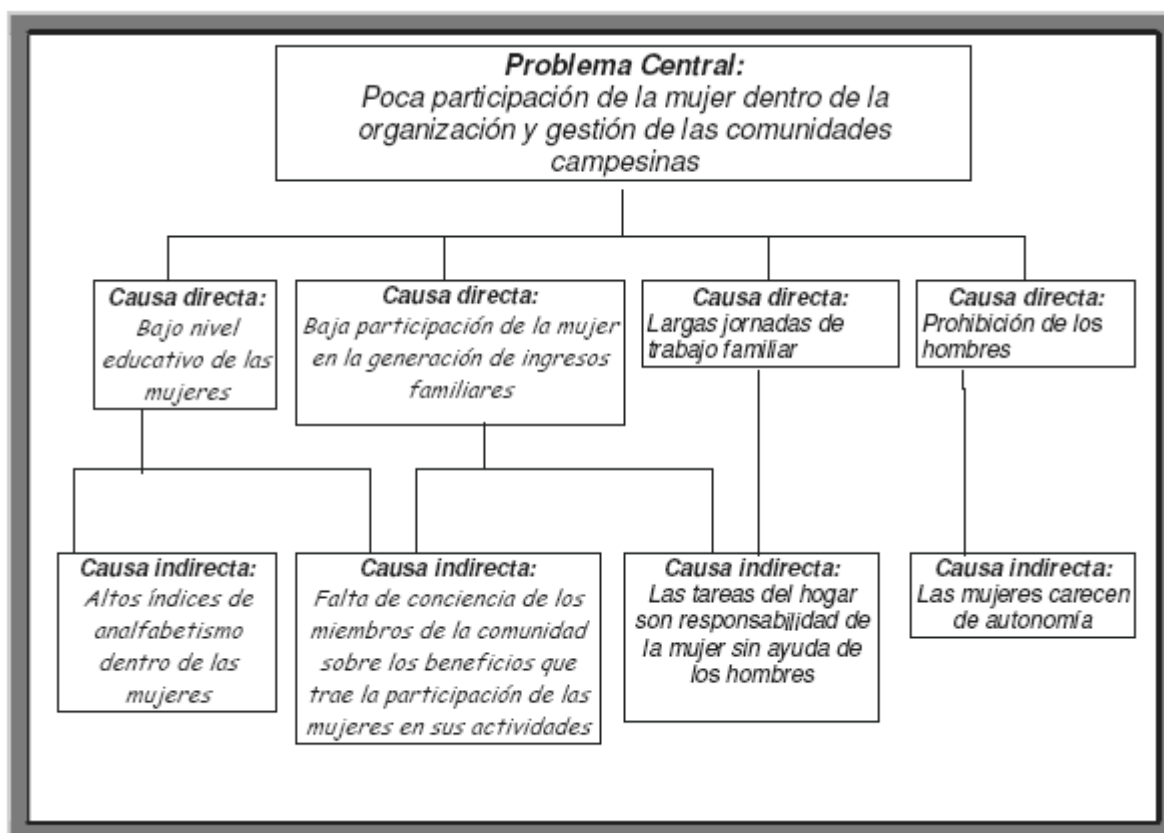 Problema Central:
Poca participación de la mujer dentro de la
organización y gestión de las comunidades
campesinas
Causa directa:
Bajo nivel
educativo de las
mujeres
Causa directa:
Baja participación de la mujer
en la generación de ingresos
familiares
Causa directa:
Largas jornadas de
trabajo familiar
Causa directa:
Prohibición de los
hombres
Causa indirecta:
Altos índices de
analfabetismo
dentro de las
mujeres
Causa indirecta:
Falta de conciencia de los
miembros de la comunidad
sobre los beneficios que
trae la participación de las
mujeres en sus actividades
Causa indirecta:
Las tareas del hogar
son responsabilidad de
la mujer sin ayuda de
los hombres
Causa indirecta:
Las mujeres carecen
de autonomía